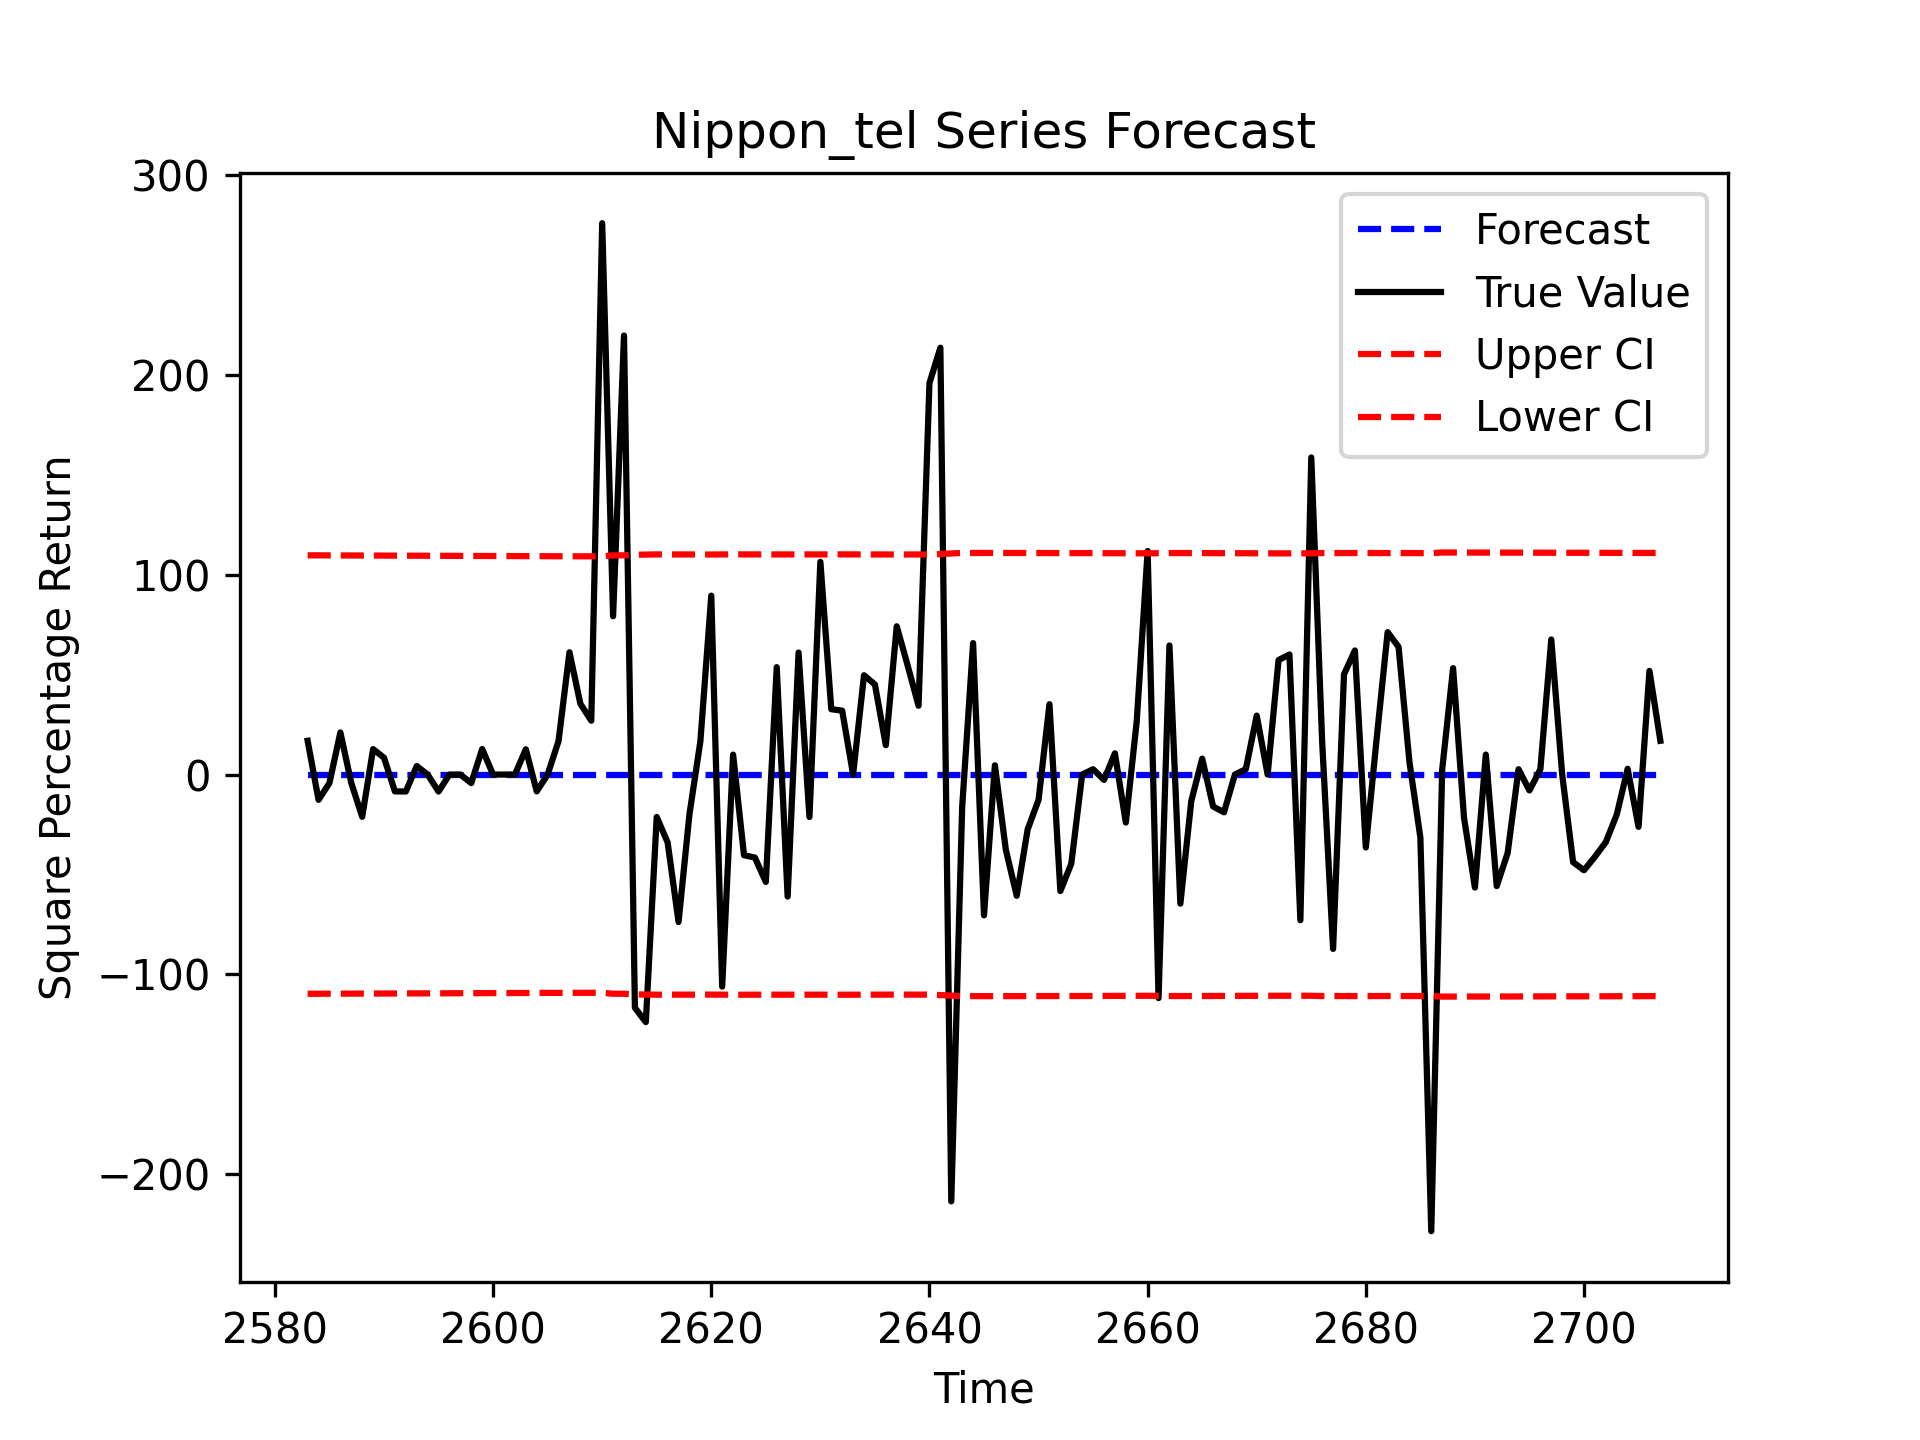 Nippon_tel Series Forecast
Forecast
True Value
Upper CI
Lower CI
Square Percentage Return
300
200
100
0
−100
−200
2580 2600 2620 2640 2660 2680 2700
Time